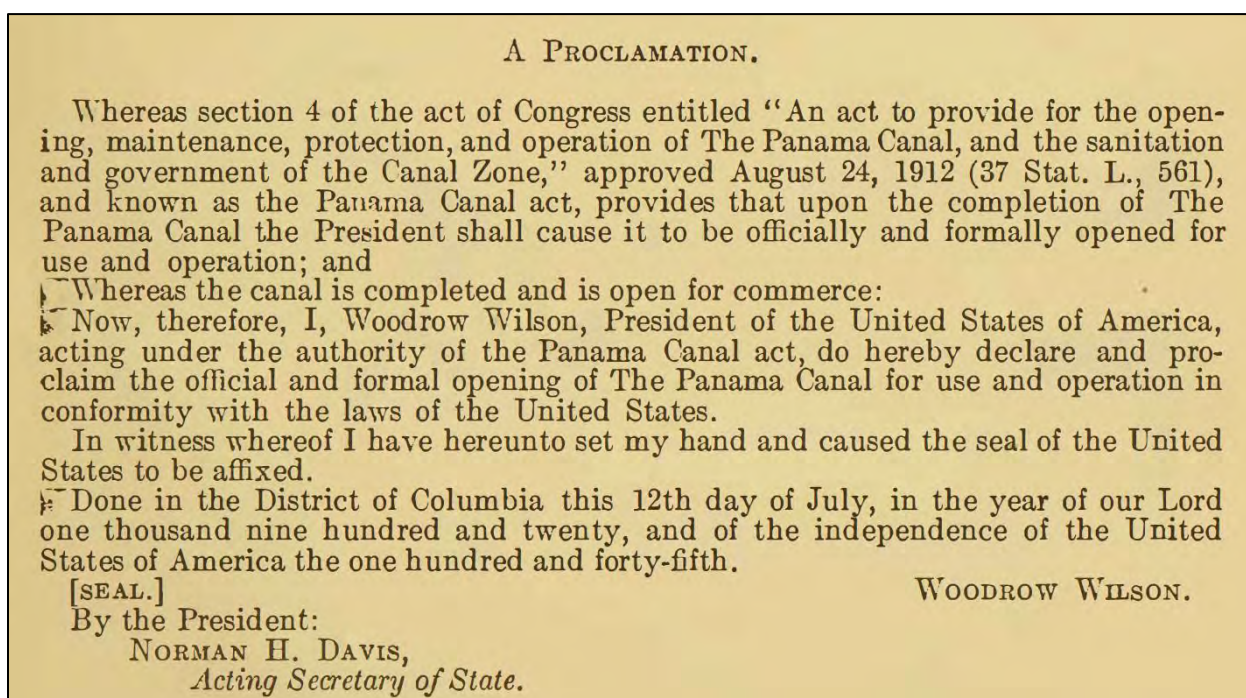 A PROCLAMATION.
Whereas section 4 of the act of Congress entitled “An act to provide for the open-
ing, maintenance, protection, and operation of The Panama Canal, and the sanitation
and government of the Canal Zone,” approved August 24, 1912 (37 Stat. L., 561),
and known as the Panama Canal act, provides that upon the completion of The
Panama Canal the President shall cause it to be officially and formally opened for
use and operation; and
Whereas the canal is completed and is open for commerce:
Now, therefore, I, Woodrow Wilson, President of the United States of America,
acting under the authority of the Panama Canal act, do hereby declare and pro-
claim the official and formal opening of The Panama Canal for use and operation in
conformity with the laws of the United States.
In witness whereof I have hereunto set my hand and caused the seal of the United
States to be affixed.
Done in the District of Columbia this 12th day of July, in the year of our Lord
one thousand nine hundred and twenty, and of the independence of the United
States of America the one hundred and forty-fifth.
[SEAL.] WOODROW WILSON.
By the President:
NORMAN H. DAVIS,
Acting Secretary of State.